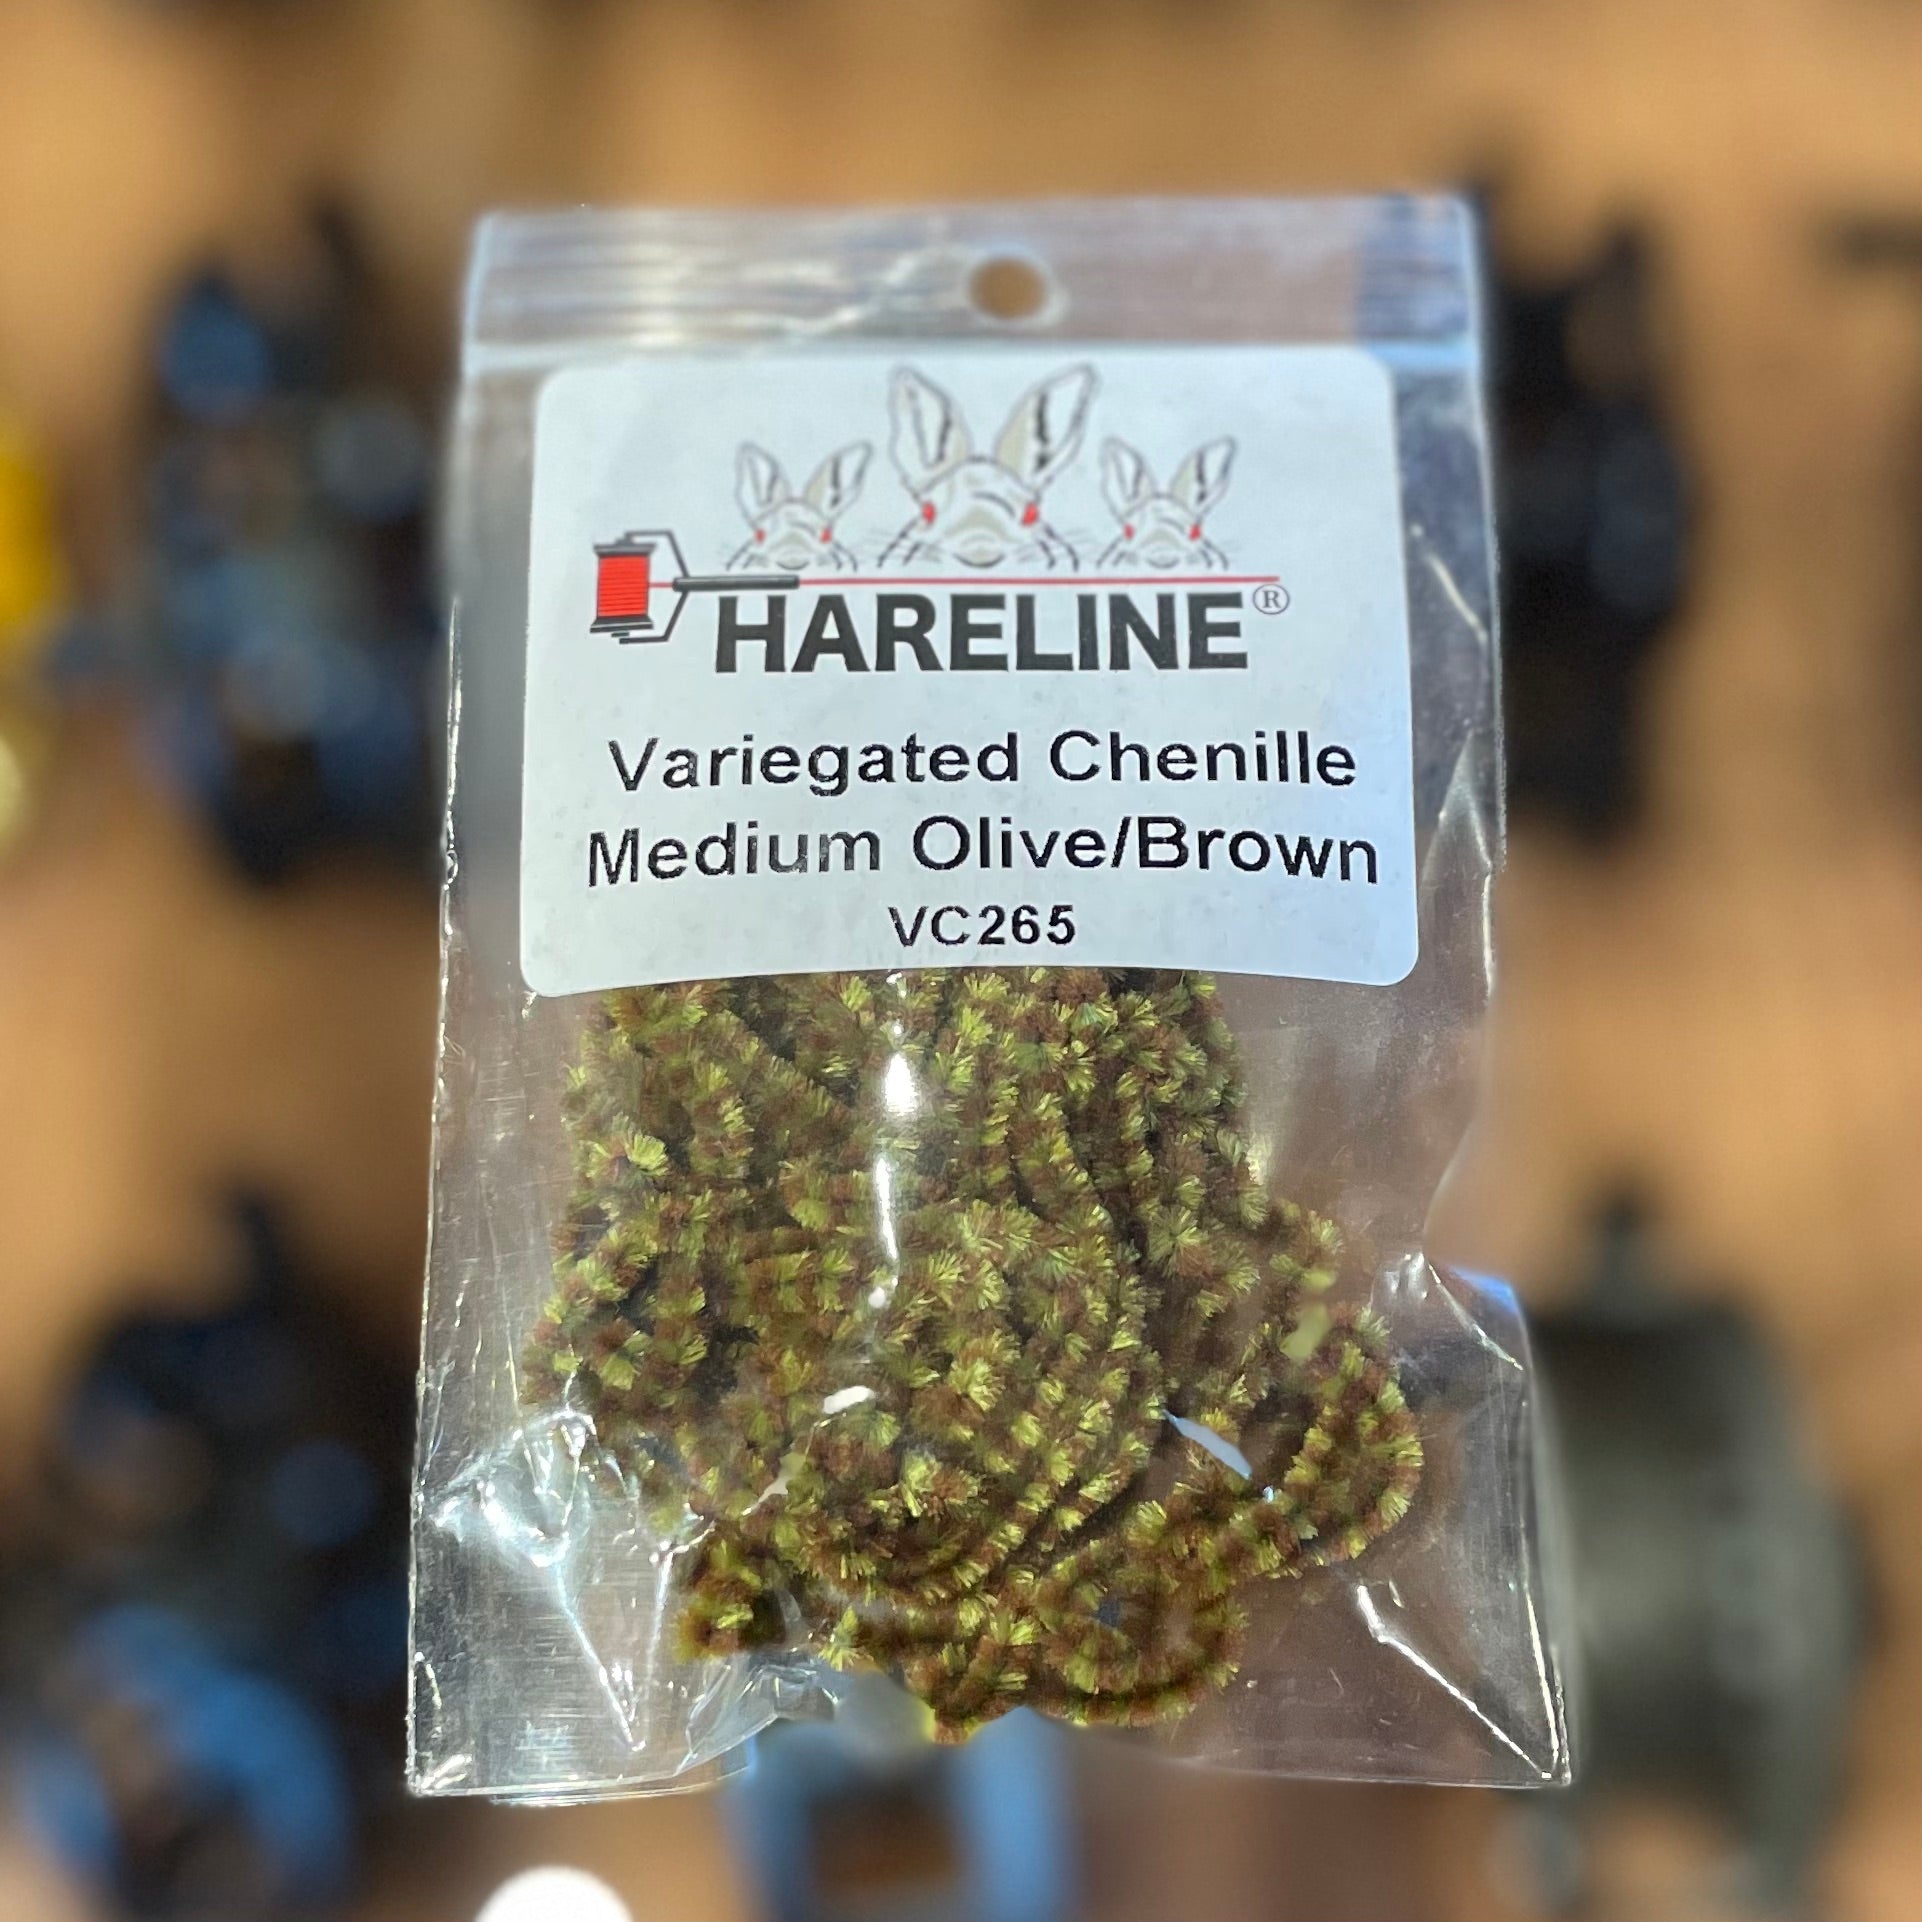 HARELINE®
Variegated Chenille
Medium Olive/Brown
VC265